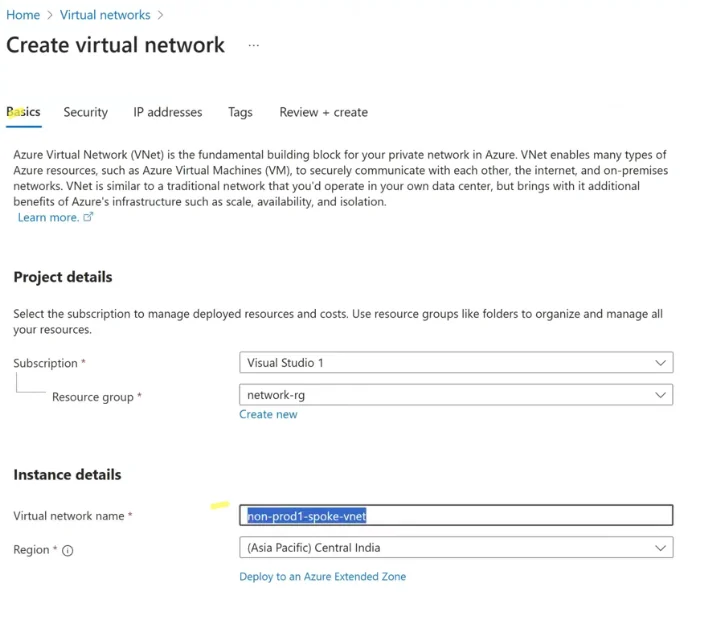 Home > Virtual networks >
Create virtual network ...
Basics Security IP addresses Tags Review + create
Azure Virtual Network (VNet) is the fundamental building block for your private network in Azure. VNet enables many types of
Azure resources, such as Azure Virtual Machines (VM), to securely communicate with each other, the internet, and on-premises
networks. VNet is similar to a traditional network that you'd operate in your own data center, but brings with it additional
benefits of Azure's infrastructure such as scale, availability, and isolation.
Learn more.
Project details
Select the subscription to manage deployed resources and costs. Use resource groups like folders to organize and manage all
your resources.
Subscription * Visual Studio 1
Resource group * network-rg
Create new
Instance details
Virtual network name * non-prod1-spoke-vnet
Region * (Asia Pacific) Central India
Deploy to an Azure Extended Zone